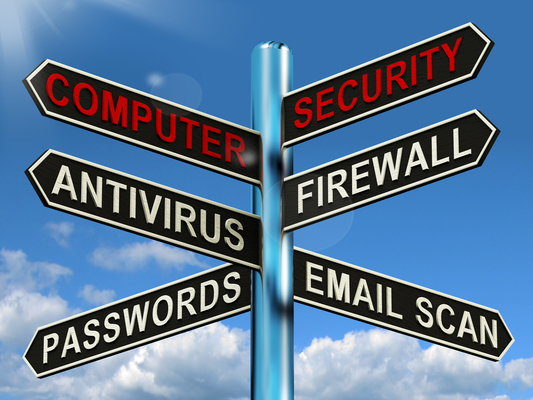 COMPUTER
SECURITY
ANTIVIRUS
FIREWALL
PASSWORDS
EMAIL SCAN